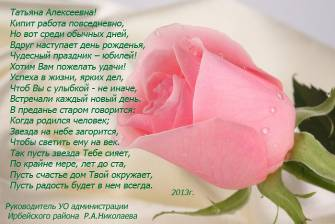 Татьяна Алексеевна!
Кипит работа повседневно,
Но вот среди обычных дней,
Вдруг наступает день рожденья,
Чудесный праздник – юбилей!
Хотим Вам пожелать удачи!
Успеха в жизни, ярких дел,
Чтоб Вы с улыбкой - не иначе,
Встречали каждый новый день.
В преданье старом говорится:
Когда родился человек;
Звезда на небе загорится,
Чтобы светить ему на век.
Так пусть звезда Тебе сияет,
По крайне мере, лет до ста,
Пусть счастье дом Твой окружает,
Пусть радость будет в нем всегда.
2013г.
Руководитель УО администрации
Ирбейского района Р.А.Николаева